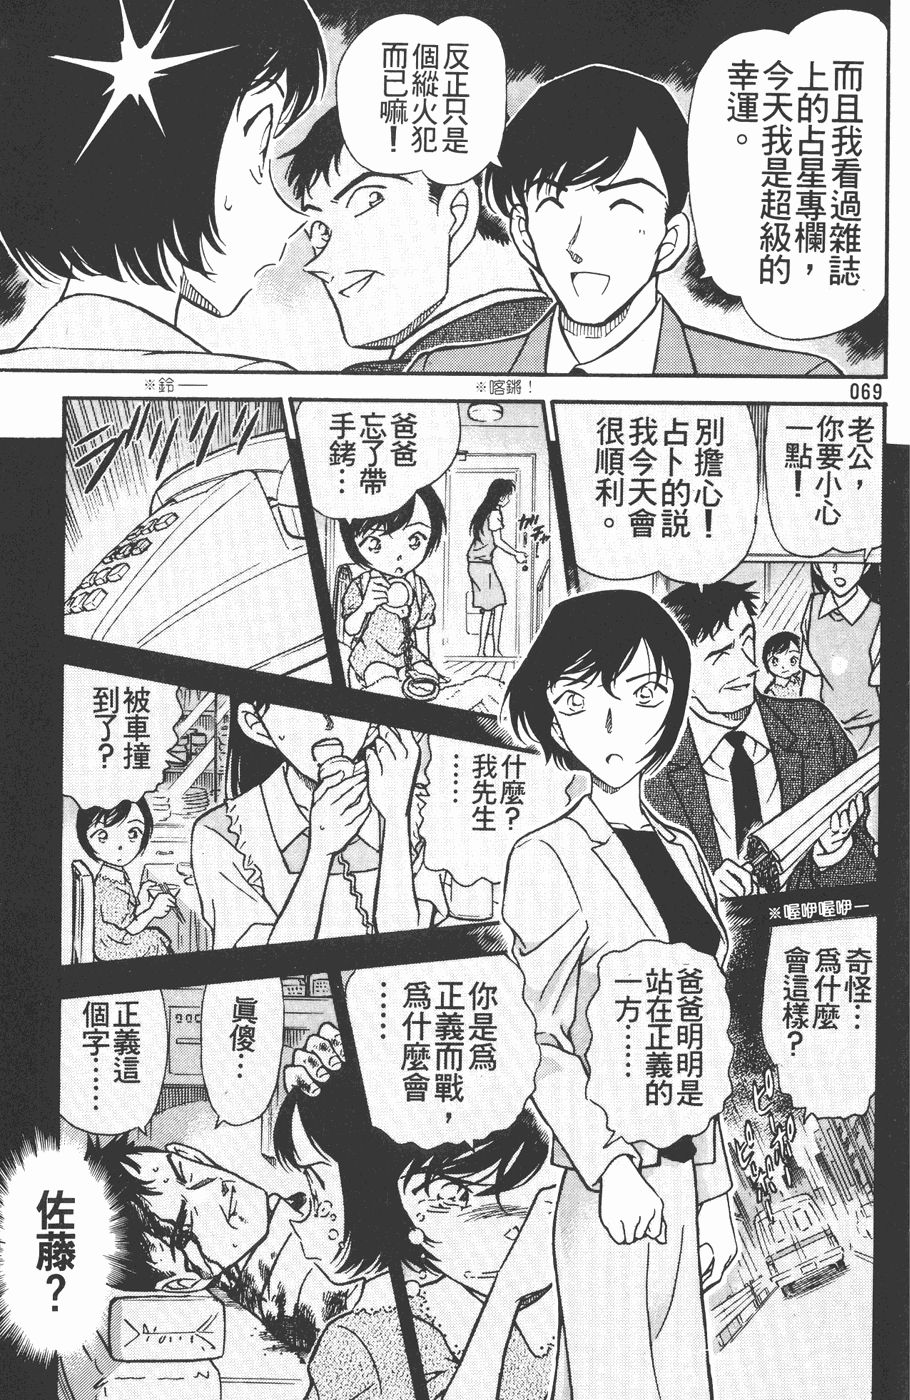 而且我看過雜誌
上的占星專欄，
今天我是超級的
幸運。
反正只是
個縱火犯
而已嘛！
069
老公，
你要小心
一點！
別擔心！
占卜的說
我今天會
很順利。
※喀鏘！
ガチャ
爸爸
忘了帶
手銬…
※鈴——
什麼？
我先生
……
被車撞
到了？
※喔咿喔咿—
奇怪…
為什麼
會這樣？
爸爸明明是
站在正義的
一方……
你是為
正義而戰，
為什麼會
……
眞傻…
正義這
個字……
佐藤？